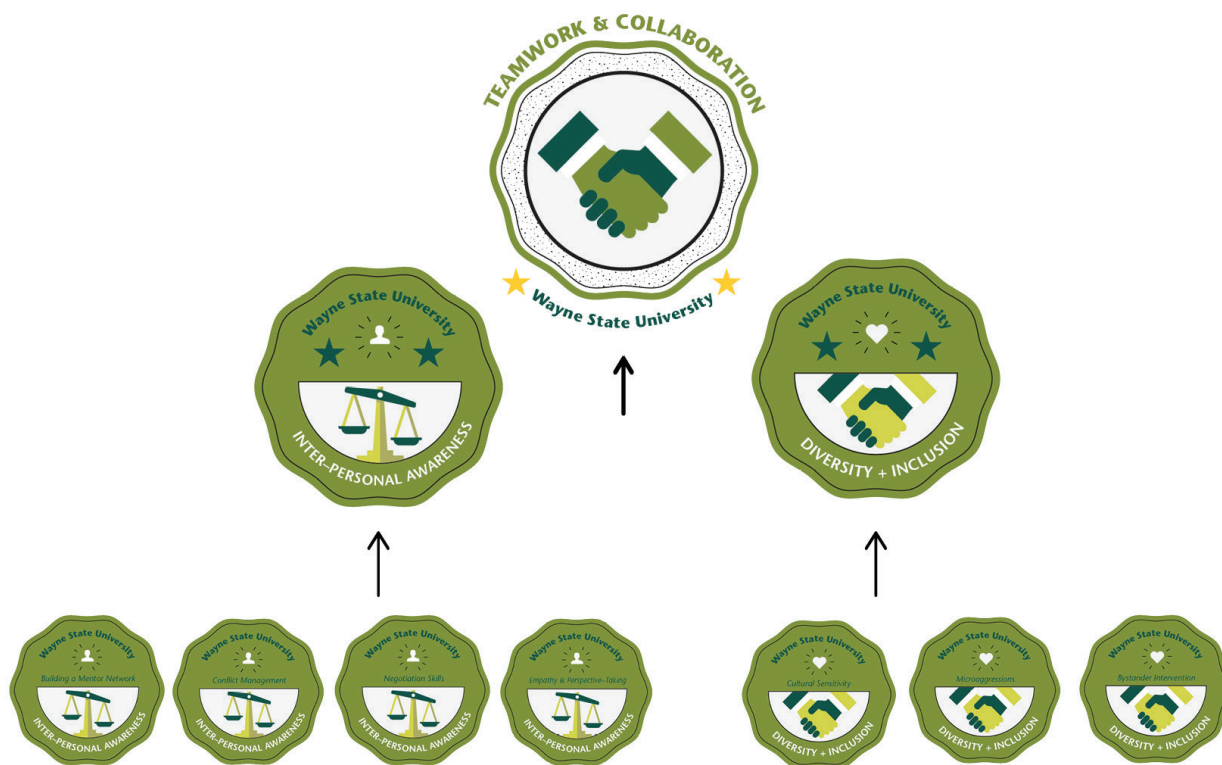 TEAMWORK & COLLABORATION
Wayne State University
Wayne State University
INTER-PERSONAL AWARENESS
Wayne State University
DIVERSITY + INCLUSION
Wayne State University
Building a Mentor Network
INTER-PERSONAL AWARENESS
Wayne State University
Conflict Management
INTER-PERSONAL AWARENESS
Wayne State University
Negotiation Skills
INTER-PERSONAL AWARENESS
Wayne State University
Empathy & Perspective-Taking
INTER-PERSONAL AWARENESS
Wayne State University
Cultural Sensitivity
DIVERSITY + INCLUSION
Wayne State University
Microaggressions
DIVERSITY + INCLUSION
Wayne State University
Bystander Intervention
DIVERSITY + INCLUSION